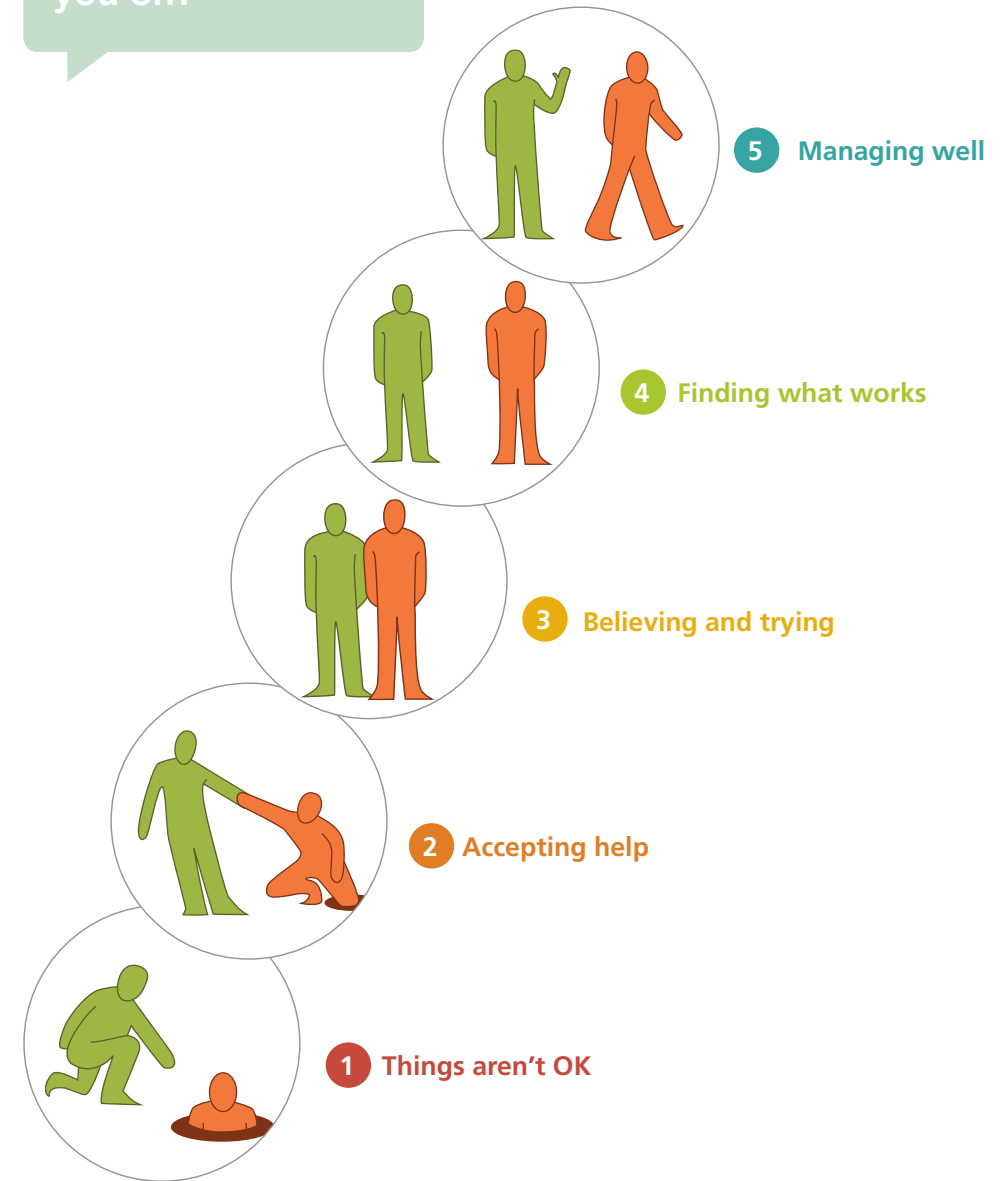 5 Managing well
4 Finding what works
3 Believing and trying
2 Accepting help
1 Things aren't OK